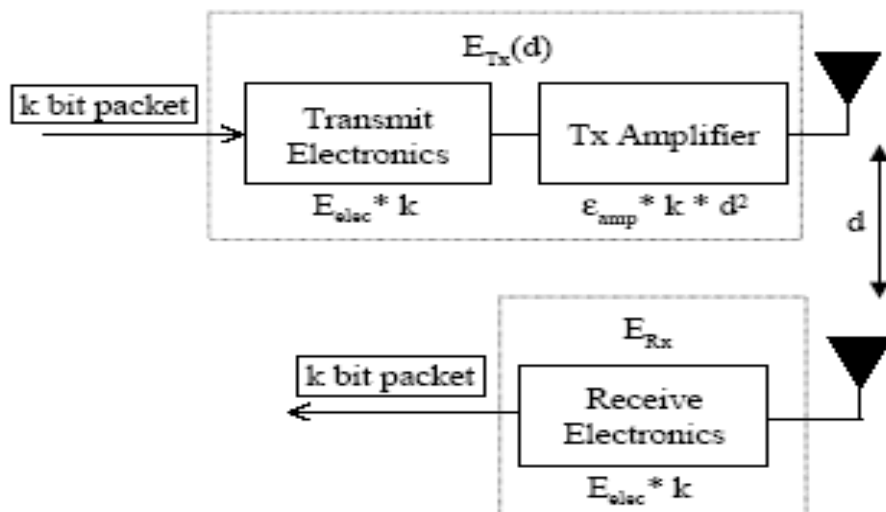 E_Tx(d)
k bit packet
Transmit
Electronics
Tx Amplifier
E_elec * k
ε_amp * k * d²
d
E_Rx
k bit packet
Receive
Electronics
E_elec * k